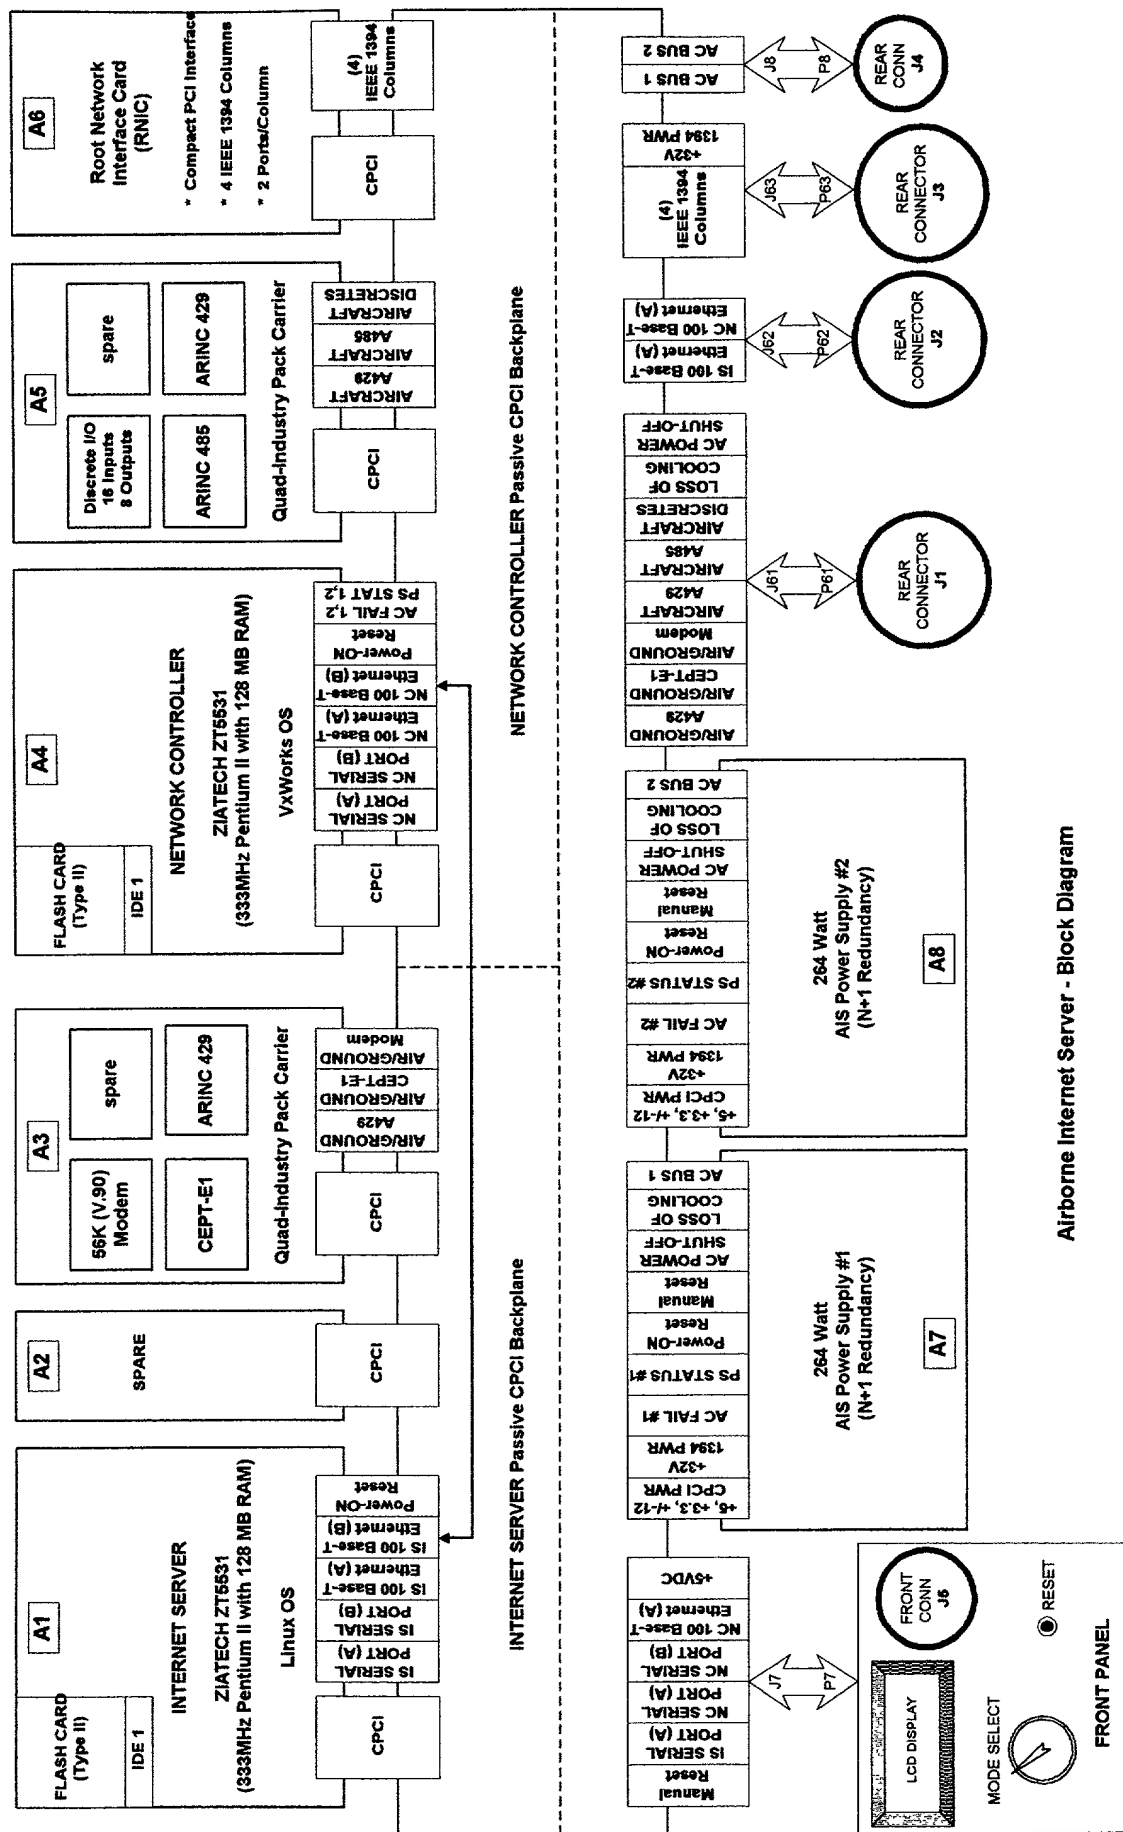 A1
FLASH CARD
(Type II)
IDE 1
INTERNET SERVER
ZIATECH ZT5531
(333MHz Pentium II with 128 MB RAM)
Linux OS
CPCI
IS SERIAL
PORT (A)
IS SERIAL
PORT (B)
IS 100 Base-T
Ethernet (A)
IS 100 Base-T
Ethernet (B)
Power-ON
Reset
A2
SPARE
CPCI
A3
56K (V.90)
Modem
spare
CEPT-E1
ARINC 429
Quad-Industry Pack Carrier
CPCI
AIR/GROUND
A429
AIR/GROUND
CEPT-E1
AIR/GROUND
Modem
INTERNET SERVER Passive CPCI Backplane
A4
FLASH CARD
(Type II)
IDE 1
NETWORK CONTROLLER
ZIATECH ZT5531
(333MHz Pentium II with 128 MB RAM)
VxWorks OS
CPCI
NC SERIAL
PORT (A)
NC SERIAL
PORT (B)
NC 100 Base-T
Ethernet (A)
NC 100 Base-T
Ethernet (B)
Power-ON
Reset
AC FAIL 1,2
PS STAT 1,2
A5
Discrete I/O
16 Inputs
8 Outputs
spare
ARINC 485
ARINC 429
Quad-Industry Pack Carrier
CPCI
AIRCRAFT
A429
AIRCRAFT
A485
AIRCRAFT
DISCRETES
A6
Root Network
Interface Card
(RNIC)
* Compact PCI Interface
* 4 IEEE 1394 Columns
* 2 Ports/Column
CPCI
(4)
IEEE 1394
Columns
NETWORK CONTROLLER Passive CPCI Backplane
Manual
Reset
IS SERIAL
PORT (A)
NC SERIAL
PORT (A)
NC SERIAL
PORT (B)
NC 100 Base-T
Ethernet (A)
+5VDC
J7
P7
LCD DISPLAY
FRONT
CONN
J5
MODE SELECT
RESET
FRONT PANEL
+5, +3.3, +/-12
CPCI PWR
+32V
1394 PWR
AC FAIL #1
PS STATUS #1
Power-ON
Reset
Manual
Reset
AC POWER
SHUT-OFF
LOSS OF
COOLING
AC BUS 1
264 Watt
AIS Power Supply #1
(N+1 Redundancy)
A7
+5, +3.3, +/-12
CPCI PWR
+32V
1394 PWR
AC FAIL #2
PS STATUS #2
Power-ON
Reset
Manual
Reset
AC POWER
SHUT-OFF
LOSS OF
COOLING
AC BUS 2
264 Watt
AIS Power Supply #2
(N+1 Redundancy)
A8
AIR/GROUND
A429
AIR/GROUND
CEPT-E1
AIR/GROUND
Modem
AIRCRAFT
A429
AIRCRAFT
A485
AIRCRAFT
DISCRETES
LOSS OF
COOLING
AC POWER
SHUT-OFF
J61
P61
REAR
CONNECTOR
J1
IS 100 Base-T
Ethernet (A)
NC 100 Base-T
Ethernet (A)
J62
P62
REAR
CONNECTOR
J2
(4)
IEEE 1394
Columns
+32V
1394 PWR
J63
P63
REAR
CONNECTOR
J3
AC BUS 1
AC BUS 2
J8
P8
REAR
CONN
J4
Airborne Internet Server - Block Diagram